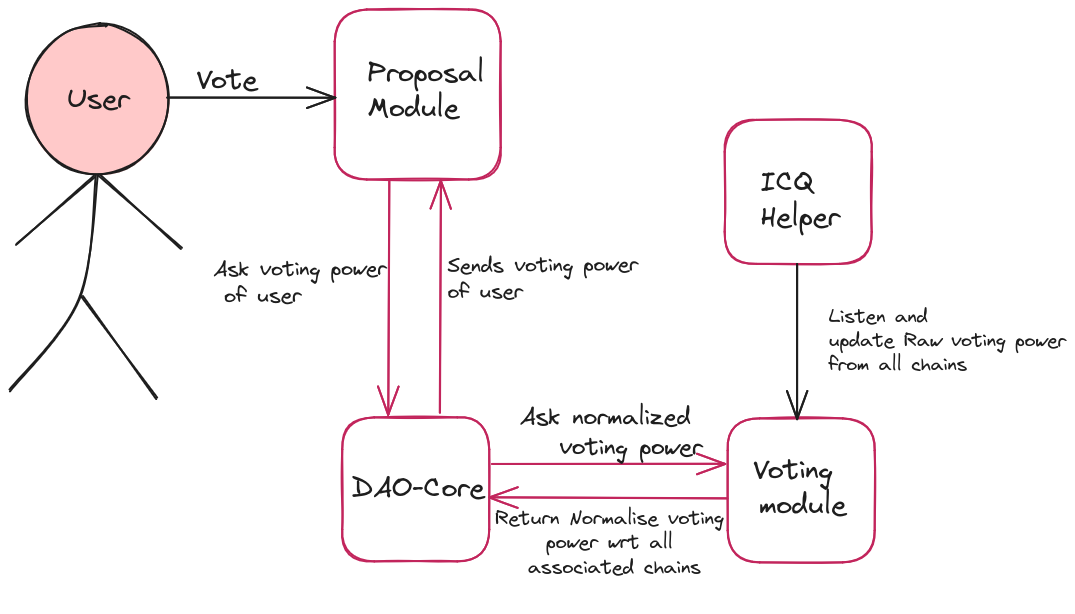 User
Vote
Proposal
Module
ICQ
Helper
Ask voting power
of user
Sends voting power
of user
Listen and
update Raw voting power
from all chains
Ask normalized
voting power
DAO-Core
Voting
module
Return Normalise voting
power wrt all
associated chains